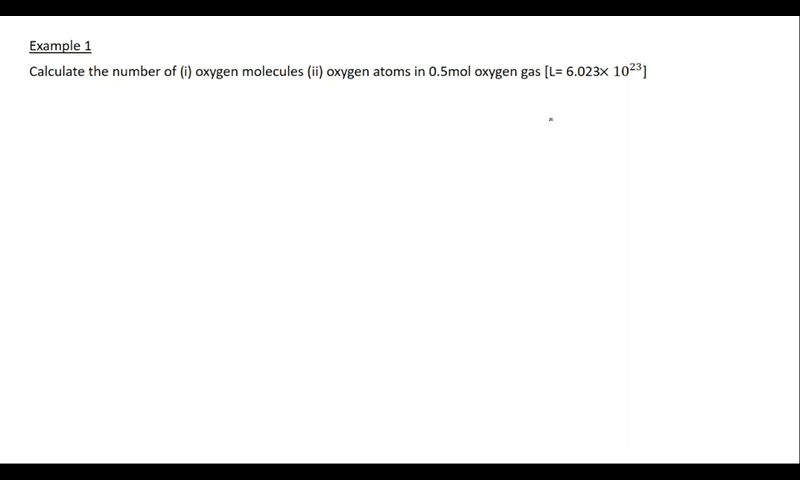 Example 1
Calculate the number of (i) oxygen molecules (ii) oxygen atoms in 0.5mol oxygen gas [L= 6.023× 10²³]